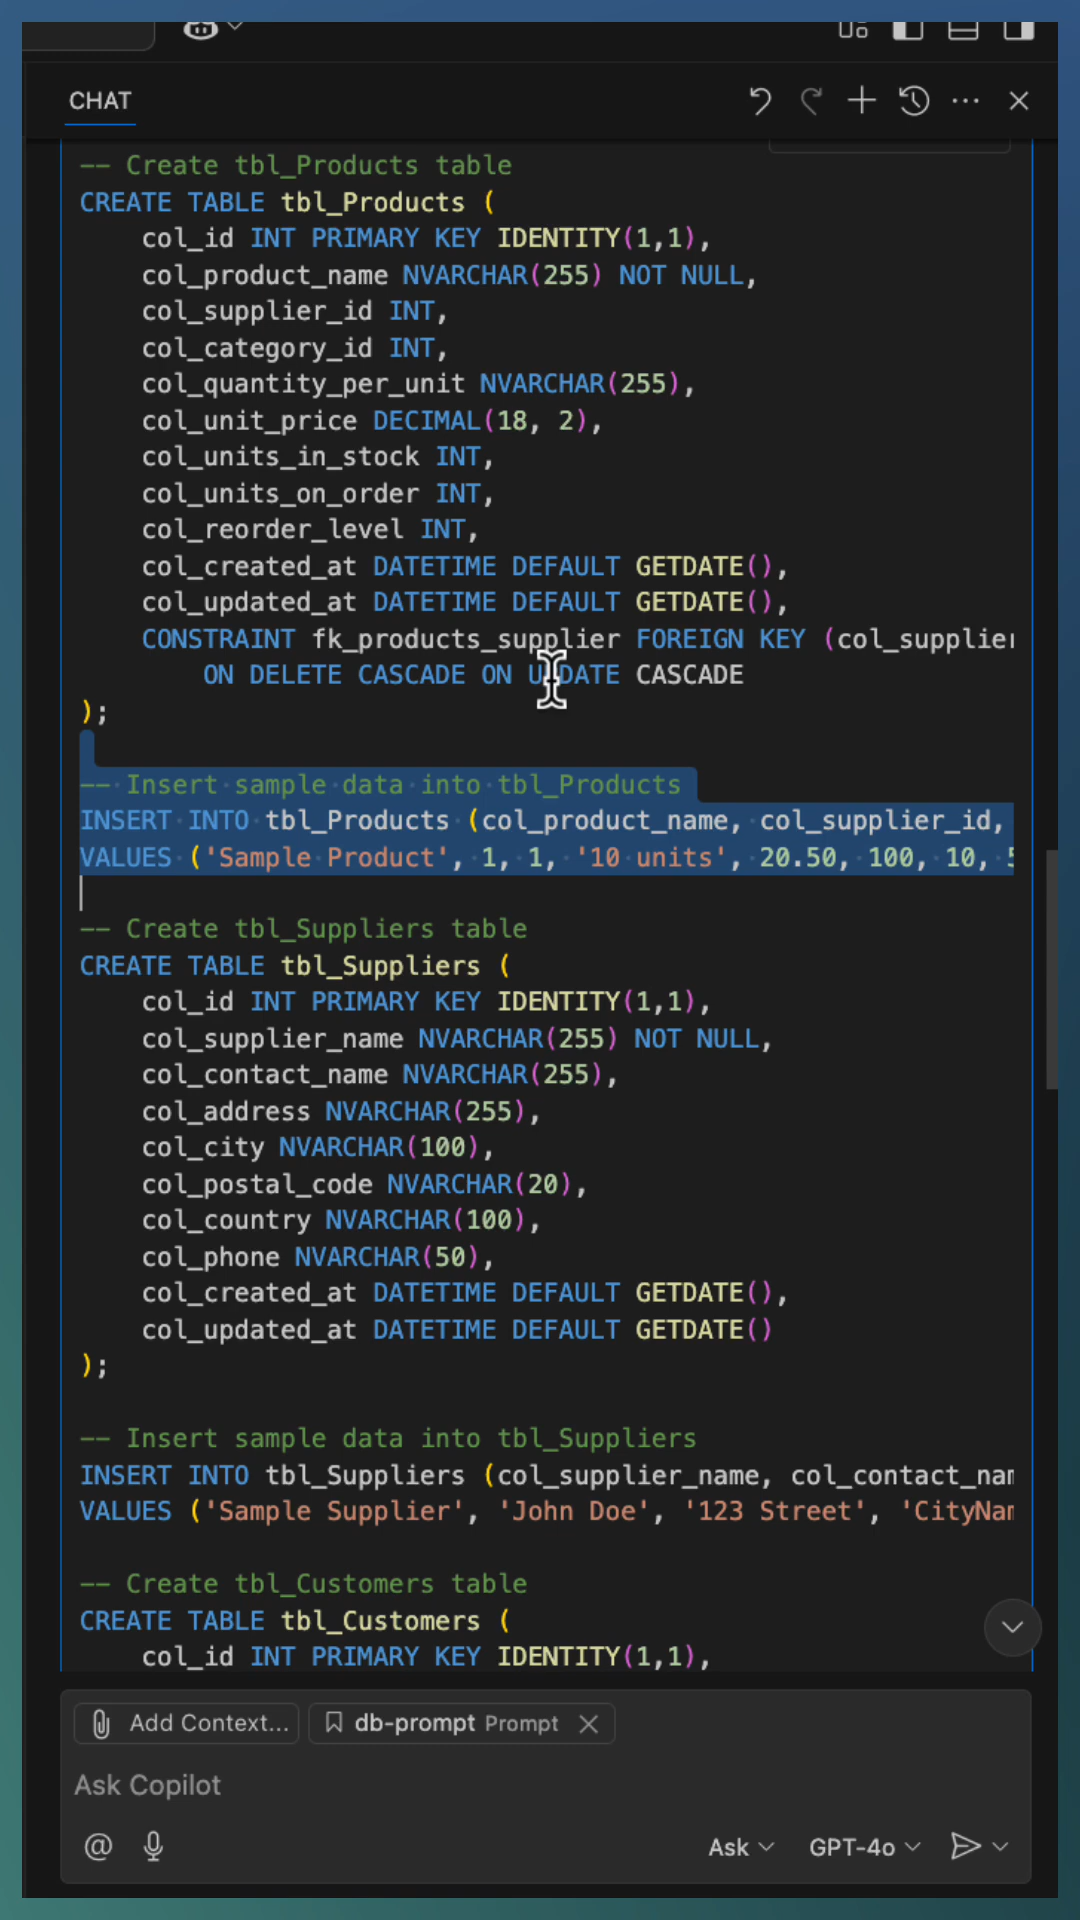 CHAT
-- Create tbl_Products table
CREATE TABLE tbl_Products (
col_id INT PRIMARY KEY IDENTITY(1,1),
col_product_name NVARCHAR(255) NOT NULL,
col_supplier_id INT,
col_category_id INT,
col_quantity_per_unit NVARCHAR(255),
col_unit_price DECIMAL(18, 2),
col_units_in_stock INT,
col_units_on_order INT,
col_reorder_level INT,
col_created_at DATETIME DEFAULT GETDATE(),
col_updated_at DATETIME DEFAULT GETDATE(),
CONSTRAINT fk_products_supplier FOREIGN KEY (col_supplier
ON DELETE CASCADE ON UPDATE CASCADE
);
-- Insert sample data into tbl_Products
INSERT INTO tbl_Products (col_product_name, col_supplier_id,
VALUES ('Sample Product', 1, 1, '10 units', 20.50, 100, 10, 5
-- Create tbl_Suppliers table
CREATE TABLE tbl_Suppliers (
col_id INT PRIMARY KEY IDENTITY(1,1),
col_supplier_name NVARCHAR(255) NOT NULL,
col_contact_name NVARCHAR(255),
col_address NVARCHAR(255),
col_city NVARCHAR(100),
col_postal_code NVARCHAR(20),
col_country NVARCHAR(100),
col_phone NVARCHAR(50),
col_created_at DATETIME DEFAULT GETDATE(),
col_updated_at DATETIME DEFAULT GETDATE()
);
-- Insert sample data into tbl_Suppliers
INSERT INTO tbl_Suppliers (col_supplier_name, col_contact_nam
VALUES ('Sample Supplier', 'John Doe', '123 Street', 'CityNam
-- Create tbl_Customers table
CREATE TABLE tbl_Customers (
col_id INT PRIMARY KEY IDENTITY(1,1),
Add Context... db-prompt Prompt
Ask Copilot
@ Ask GPT-4o